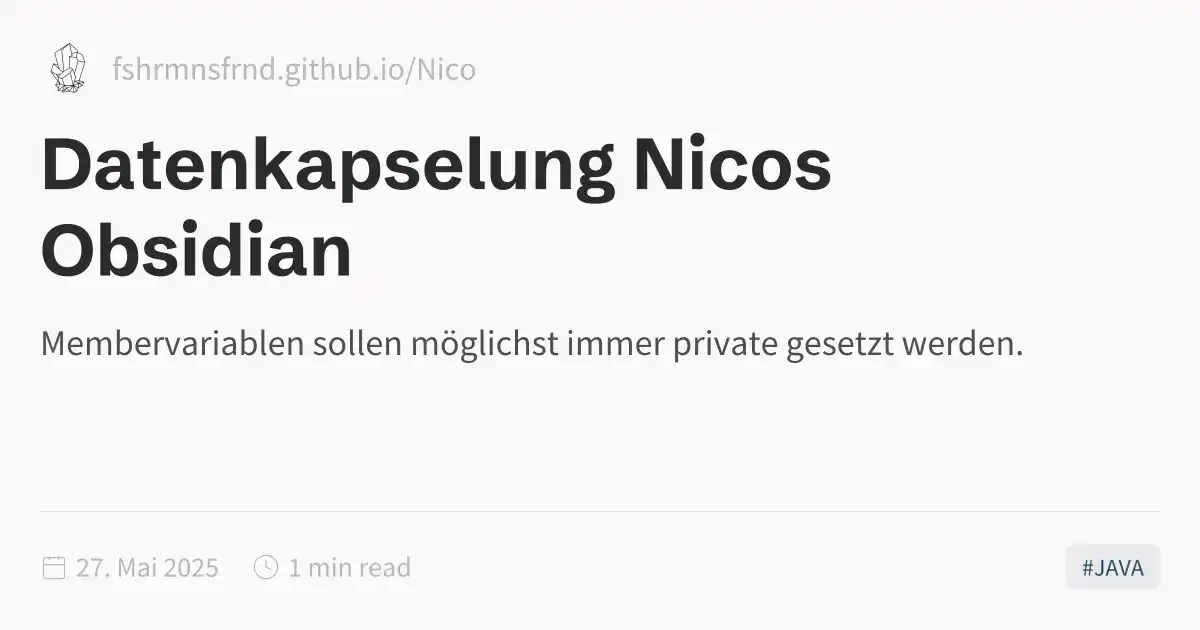 fshrmnsfrnd.github.io/Nico
Datenkapselung Nicos
Obsidian
Membervariablen sollen möglichst immer private gesetzt werden.
27. Mai 2025
1 min read
#JAVA